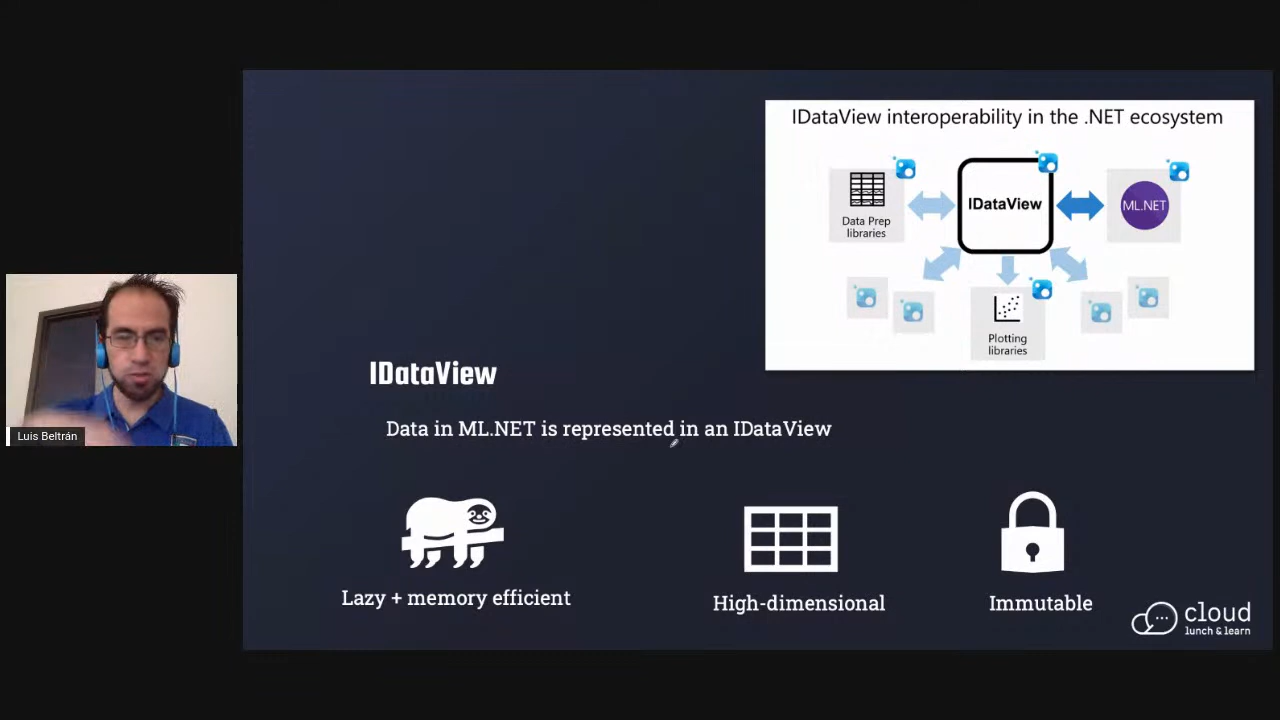 IDataView interoperability in the .NET ecosystem
Data Prep
libraries
IDataView
ML.NET
Plotting
libraries
IDataView
Data in ML.NET is represented in an IDataView
Lazy + memory efficient
High-dimensional
Immutable
cloud
lunch & learn
Luis Beltrán